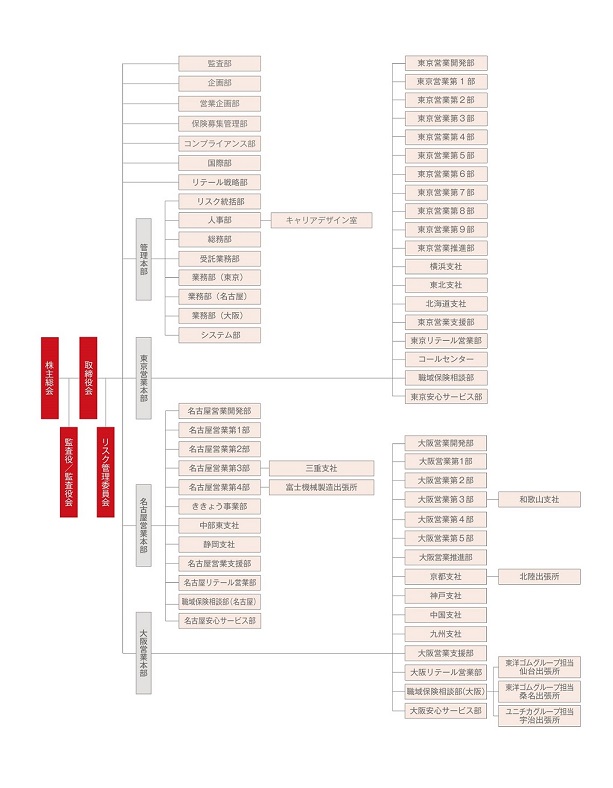 株主総会
監査役／監査役会
取締役会
リスク管理委員会
監査部
企画部
営業企画部
保険募集管理部
コンプライアンス部
国際部
リテール戦略部
管理本部
リスク統括部
人事部
キャリアデザイン室
総務部
受託業務部
業務部（東京）
業務部（名古屋）
業務部（大阪）
システム部
東京営業本部
東京営業開発部
東京営業第１部
東京営業第２部
東京営業第３部
東京営業第４部
東京営業第５部
東京営業第６部
東京営業第７部
東京営業第８部
東京営業第９部
東京営業推進部
横浜支社
東北支社
北海道支社
東京営業支援部
東京リテール営業部
コールセンター
職域保険相談部
東京安心サービス部
名古屋営業本部
名古屋営業開発部
名古屋営業第1部
名古屋営業第2部
名古屋営業第3部
三重支社
名古屋営業第4部
富士機械製造出張所
ききょう事業部
中部東支社
静岡支社
名古屋営業支援部
名古屋リテール営業部
職域保険相談部（名古屋）
名古屋安心サービス部
大阪営業本部
大阪営業開発部
大阪営業第1部
大阪営業第２部
大阪営業第３部
和歌山支社
大阪営業第４部
大阪営業第５部
大阪営業推進部
京都支社
北陸出張所
神戸支社
中国支社
九州支社
大阪営業支援部
大阪リテール営業部
職域保険相談部(大阪)
東洋ゴムグループ担当
仙台出張所
東洋ゴムグループ担当
桑名出張所
ユニチカグループ担当
宇治出張所
大阪安心サービス部